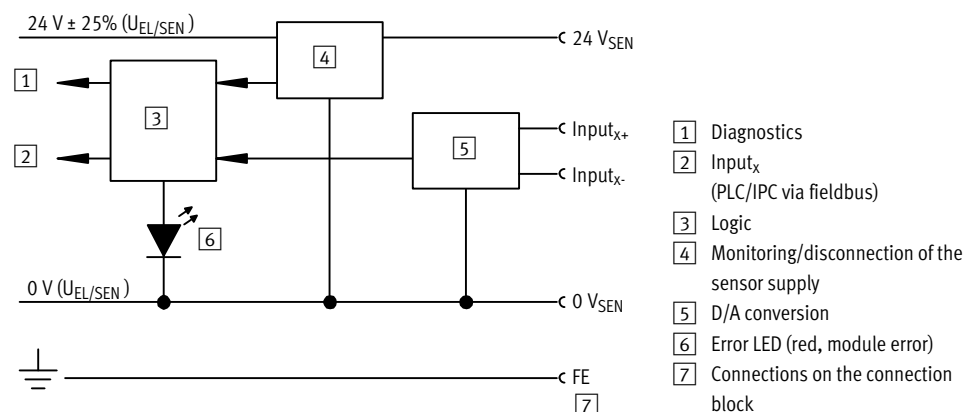 24 V ± 25% (U_EL/SEN)
24 V_SEN
4
1
3
Input_x+
5
2
Input_x-
6
0 V (U_EL/SEN)
0 V_SEN
FE
7
1 Diagnostics
2 Input_x
(PLC/IPC via fieldbus)
3 Logic
4 Monitoring/disconnection of the
sensor supply
5 D/A conversion
6 Error LED (red, module error)
7 Connections on the connection
block